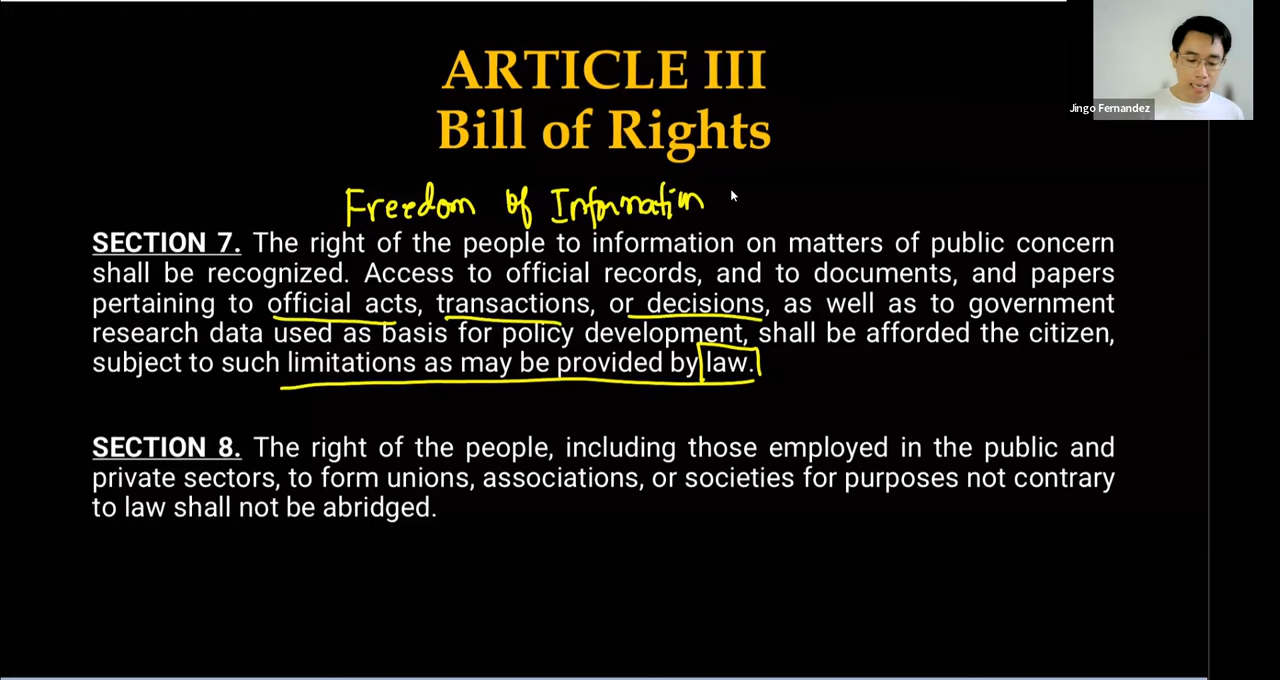 ARTICLE III
Bill of Rights
Jingo Fernandez
Freedom of Information
SECTION 7. The right of the people to information on matters of public concern
shall be recognized. Access to official records, and to documents, and papers
pertaining to official acts, transactions, or decisions, as well as to government
research data used as basis for policy development, shall be afforded the citizen,
subject to such limitations as may be provided by law.
SECTION 8. The right of the people, including those employed in the public and
private sectors, to form unions, associations, or societies for purposes not contrary
to law shall not be abridged.